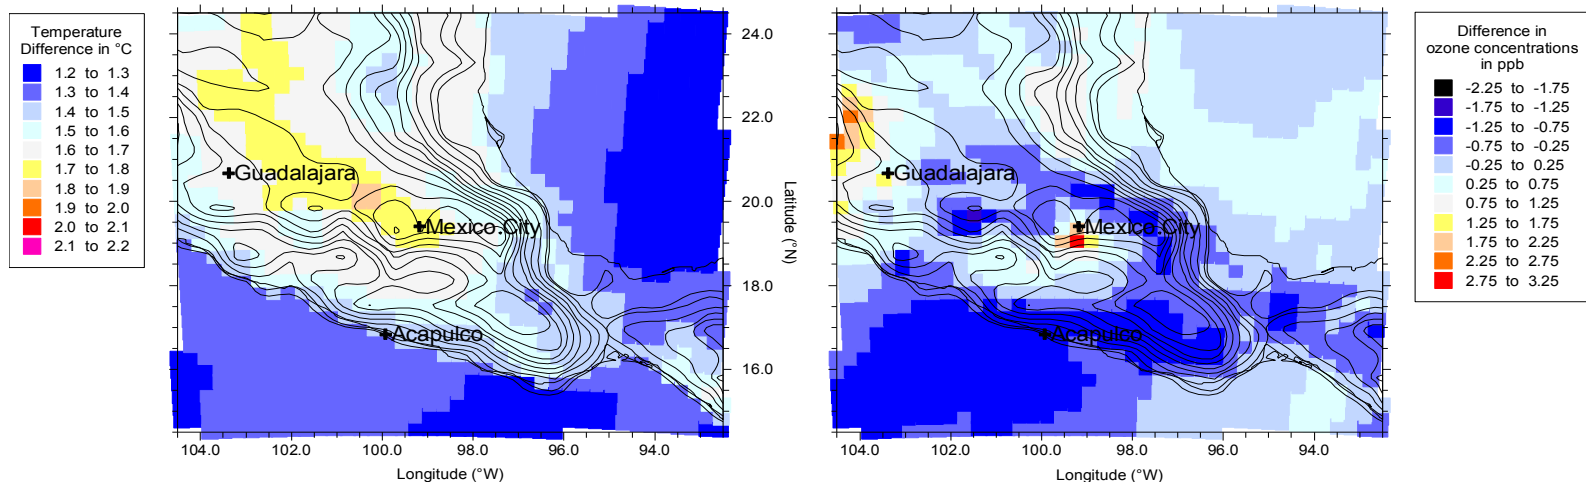 Temperature
Difference in °C
1.2 to 1.3
1.3 to 1.4
1.4 to 1.5
1.5 to 1.6
1.6 to 1.7
1.7 to 1.8
1.8 to 1.9
1.9 to 2.0
2.0 to 2.1
2.1 to 2.2
Guadalajara
Mexico.City
Acapulco
104.0 102.0 100.0 98.0 96.0 94.0
Longitude (°W)
24.0
22.0
20.0
18.0
16.0
Latitude (°N)
Guadalajara
Mexico.City
Acapulco
104.0 102.0 100.0 98.0 96.0 94.0
Longitude (°W)
Difference in
ozone concentrations
in ppb
-2.25 to -1.75
-1.75 to -1.25
-1.25 to -0.75
-0.75 to -0.25
-0.25 to 0.25
0.25 to 0.75
0.75 to 1.25
1.25 to 1.75
1.75 to 2.25
2.25 to 2.75
2.75 to 3.25